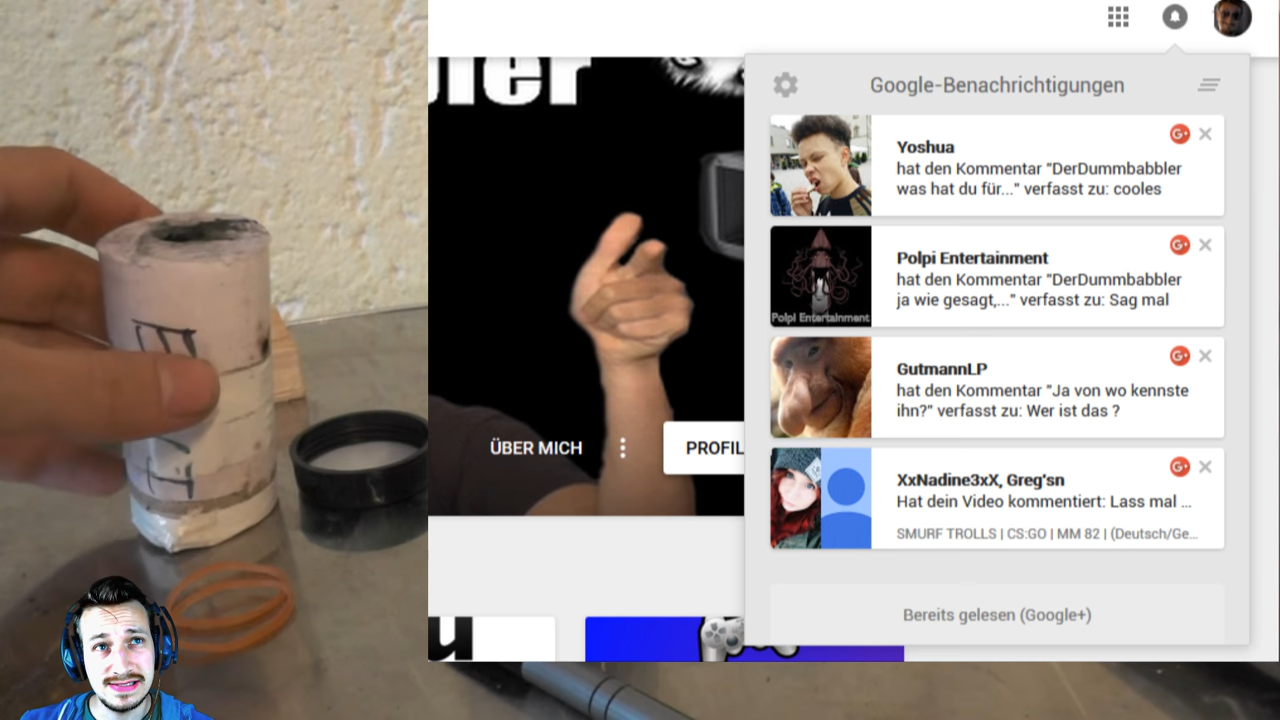 Google-Benachrichtigungen
Yoshua
hat den Kommentar "DerDummbabbler
was hat du für..." verfasst zu: cooles
Polpi Entertainment
hat den Kommentar "DerDummbabbler
ja wie gesagt,..." verfasst zu: Sag mal
Polpi Entertainment
GutmannLP
hat den Kommentar "Ja von wo kennste
ihn?" verfasst zu: Wer ist das ?
ÜBER MICH
PROFIL
XxNadine3xX, Greg'sn
Hat dein Video kommentiert: Lass mal ...
SMURF TROLLS | CS:GO | MM 82 | (Deutsch/Ge...
Bereits gelesen (Google+)